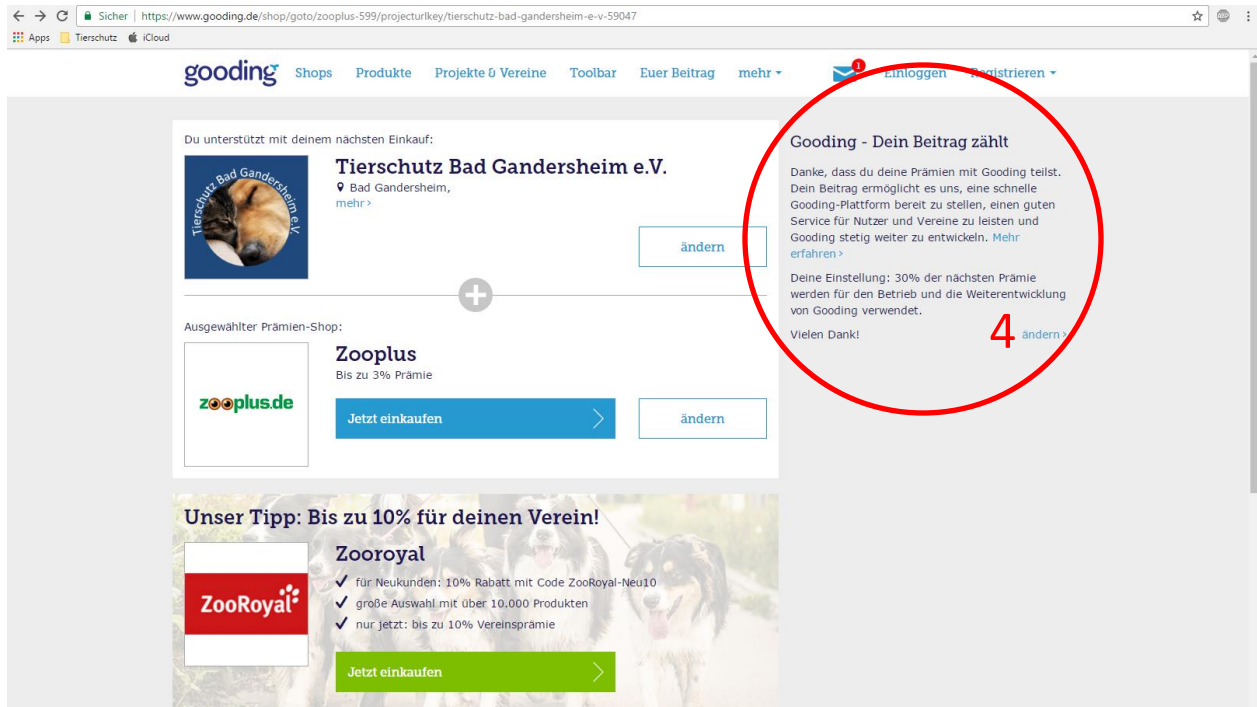 Sicher | https://www.gooding.de/shop/goto/zooplus-599/projecturlkey/tierschutz-bad-gandersheim-e-v-59047
ABP
Apps Tierschutz iCloud
gooding Shops Produkte Projekte & Vereine Toolbar Euer Beitrag mehr 1 Einloggen Registrieren
Du unterstützt mit deinem nächsten Einkauf:
Tierschutz Bad Gandersheim e.V.
Tierschutz Bad Gandersheim e.V.
Bad Gandersheim,
mehr ›
ändern
Ausgewählter Prämien-Shop:
zooplus.de
Zooplus
Bis zu 3% Prämie
Jetzt einkaufen
ändern
Gooding - Dein Beitrag zählt
Danke, dass du deine Prämien mit Gooding teilst.
Dein Beitrag ermöglicht es uns, eine schnelle
Gooding-Plattform bereit zu stellen, einen guten
Service für Nutzer und Vereine zu leisten und
Gooding stetig weiter zu entwickeln. Mehr
erfahren ›
Deine Einstellung: 30% der nächsten Prämie
werden für den Betrieb und die Weiterentwicklung
von Gooding verwendet.
Vielen Dank!
4
ändern ›
Unser Tipp: Bis zu 10% für deinen Verein!
ZooRoyal
Zooroyal
✓ für Neukunden: 10% Rabatt mit Code ZooRoyal-Neu10
✓ große Auswahl mit über 10.000 Produkten
✓ nur jetzt: bis zu 10% Vereinsprämie
Jetzt einkaufen